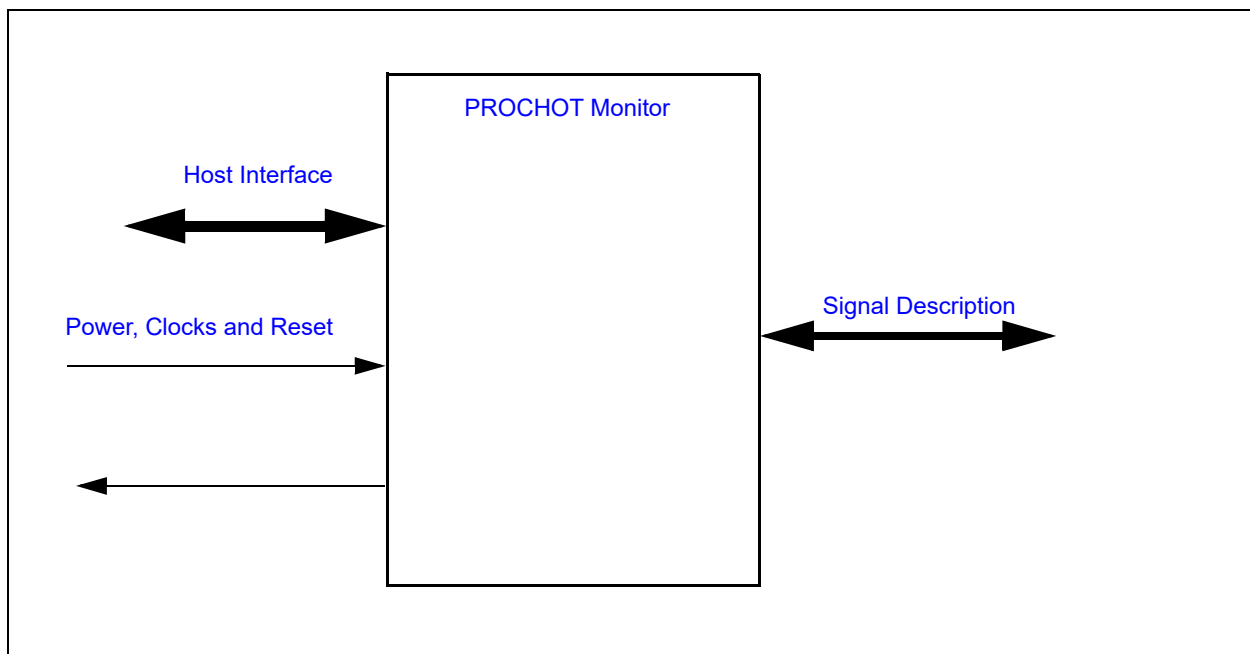 PROCHOT Monitor
Host Interface
Signal Description
Power, Clocks and Reset